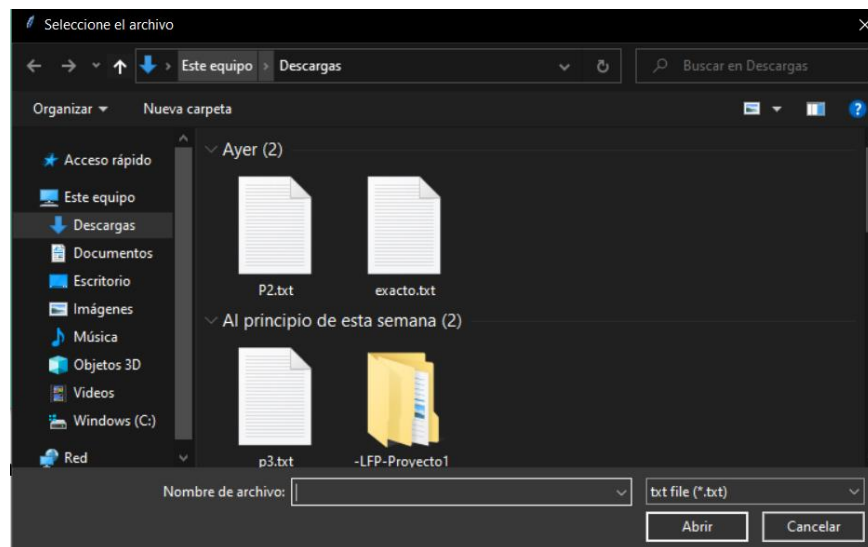 Seleccione el archivo
Este equipo > Descargas
Buscar en Descargas
Organizar
Nueva carpeta
Acceso rápido
Este equipo
Descargas
Documentos
Escritorio
Imágenes
Música
Objetos 3D
Videos
Windows (C:)
Red
Ayer (2)
P2.txt
exacto.txt
Al principio de esta semana (2)
p3.txt
-LFP-Proyecto1
Nombre de archivo:
txt file (*.txt)
Abrir
Cancelar